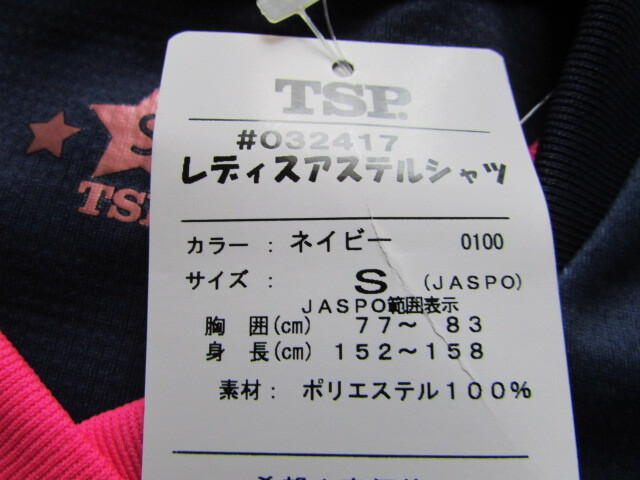 TSP.
#032417
レディスアステルシャツ
カラー : ネイビー 0100
サイズ : S (JASPO)
JASPO範囲表示
胸 囲(cm) 77~ 83
身 長(cm) 152~158
素材: ポリエステル100%
S
TSP